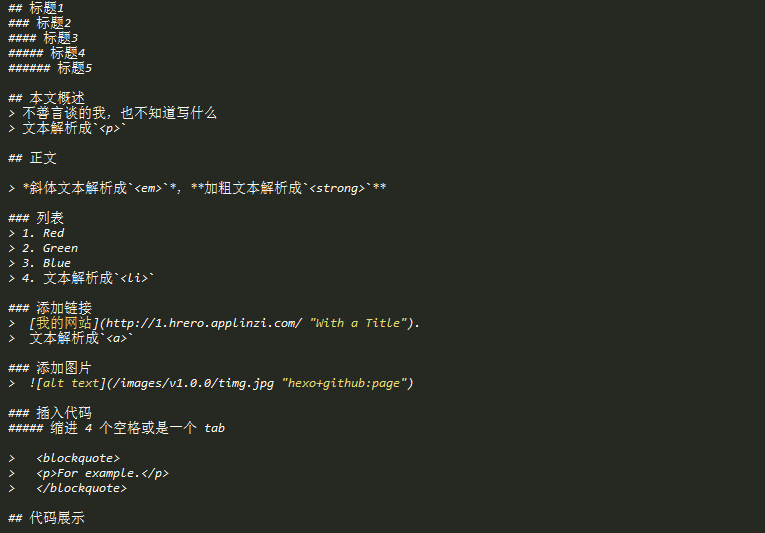 ## 标题1
### 标题2
#### 标题3
##### 标题4
###### 标题5
## 本文概述
> 不善言谈的我，也不知道写什么
> 文本解析成`<p>`
## 正文
> *斜体文本解析成`<em>`*，**加粗文本解析成`<strong>`**
### 列表
> 1. Red
> 2. Green
> 3. Blue
> 4. 文本解析成`<li>`
### 添加链接
>  [我的网站](http://1.hrero.applinzi.com/ "With a Title").
>  文本解析成`<a>`
### 添加图片
>  ![alt text](/images/v1.0.0/timg.jpg "hexo+github:page")
### 插入代码
##### 缩进 4 个空格或是一个 tab
>   <blockquote>
>   <p>For example.</p>
>   </blockquote>
## 代码展示